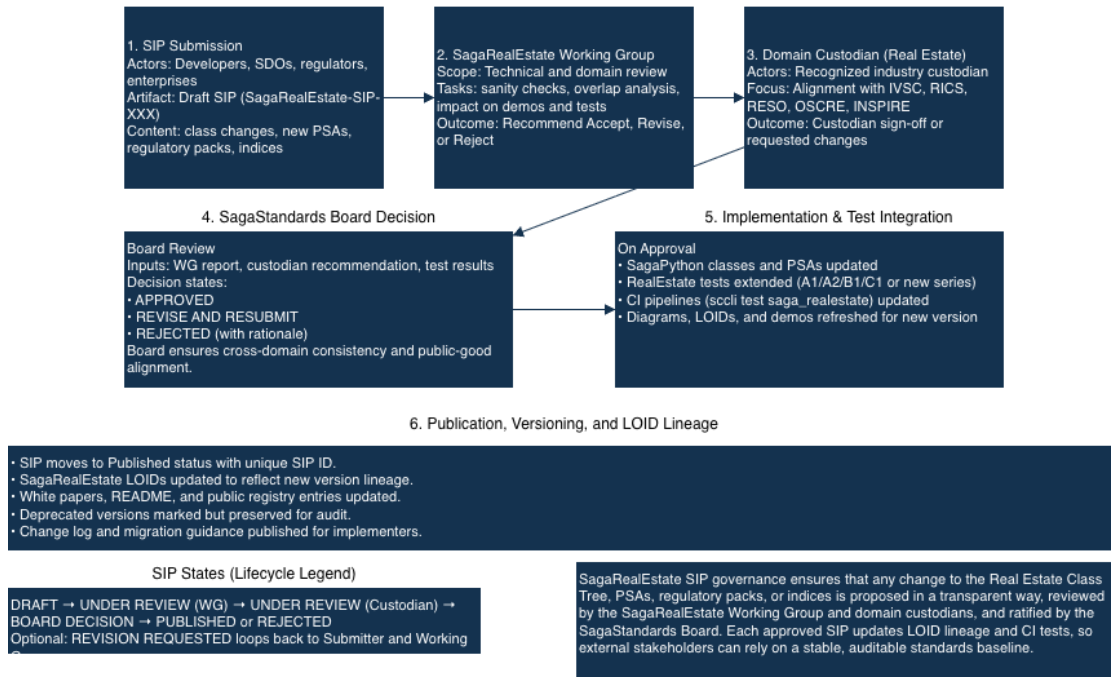 1. SIP Submission
Actors: Developers, SDOs, regulators,
enterprises
Artifact: Draft SIP (SagaRealEstate-SIP-
XXX)
Content: class changes, new PSAs,
regulatory packs, indices
2. SagaRealEstate Working Group
Scope: Technical and domain review
Tasks: sanity checks, overlap analysis,
impact on demos and tests
Outcome: Recommend Accept, Revise,
or Reject
3. Domain Custodian (Real Estate)
Actors: Recognized industry custodian
Focus: Alignment with IVSC, RICS,
RESO, OSCRE, INSPIRE
Outcome: Custodian sign-off or
requested changes
4. SagaStandards Board Decision
Board Review
Inputs: WG report, custodian recommendation, test results
Decision states:
• APPROVED
• REVISE AND RESUBMIT
• REJECTED (with rationale)
Board ensures cross-domain consistency and public-good
alignment.
5. Implementation & Test Integration
On Approval
• SagaPython classes and PSAs updated
• RealEstate tests extended (A1/A2/B1/C1 or new series)
• CI pipelines (sccli test saga_realestate) updated
• Diagrams, LOIDs, and demos refreshed for new version
6. Publication, Versioning, and LOID Lineage
• SIP moves to Published status with unique SIP ID.
• SagaRealEstate LOIDs updated to reflect new version lineage.
• White papers, README, and public registry entries updated.
• Deprecated versions marked but preserved for audit.
• Change log and migration guidance published for implementers.
SIP States (Lifecycle Legend)
DRAFT → UNDER REVIEW (WG) → UNDER REVIEW (Custodian) →
BOARD DECISION → PUBLISHED or REJECTED
Optional: REVISION REQUESTED loops back to Submitter and Working
SagaRealEstate SIP governance ensures that any change to the Real Estate Class
Tree, PSAs, regulatory packs, or indices is proposed in a transparent way, reviewed
by the SagaRealEstate Working Group and domain custodians, and ratified by the
SagaStandards Board. Each approved SIP updates LOID lineage and CI tests, so
external stakeholders can rely on a stable, auditable standards baseline.